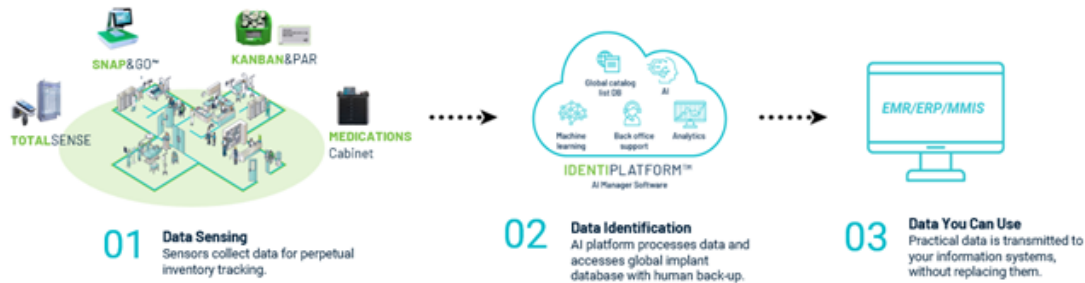 SNAP&GO™
KANBAN&PAR
TOTALSENSE
MEDICATIONS
Cabinet
01
Data Sensing
Sensors collect data for perpetual
inventory tracking.
Global catalog
list DB
AI
Machine
learning
Back office
support
Analytics
IDENTIPLATFORM™
AI Manager Software
02
Data Identification
AI platform processes data and
accesses global implant
database with human back-up.
EMR/ERP/MMIS
03
Data You Can Use
Practical data is transmitted to
your information systems,
without replacing them.